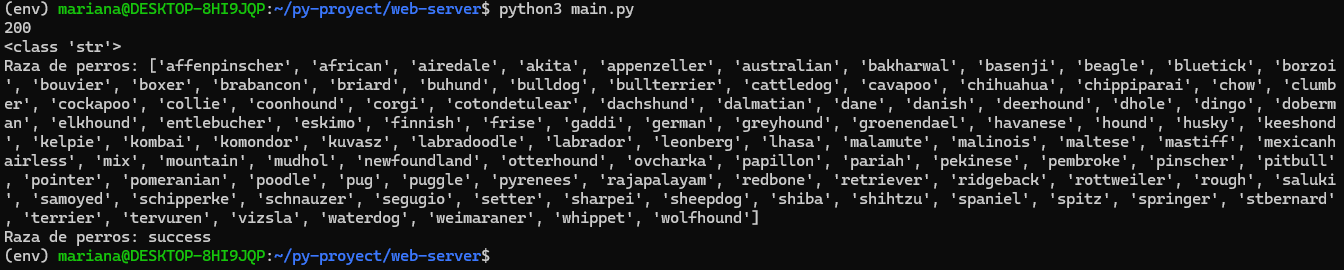 (env) mariana@DESKTOP-8HI9JQP:~/py-proyect/web-server$ python3 main.py
200
<class 'str'>
Raza de perros: ['affenpinscher', 'african', 'airedale', 'akita', 'appenzeller', 'australian', 'bakharwal', 'basenji', 'beagle', 'bluetick', 'borzoi
', 'bouvier', 'boxer', 'brabancon', 'briard', 'buhund', 'bulldog', 'bullterrier', 'cattledog', 'cavapoo', 'chihuahua', 'chippiparai', 'chow', 'clumb
er', 'cockapoo', 'collie', 'coonhound', 'corgi', 'cotondetulear', 'dachshund', 'dalmatian', 'dane', 'danish', 'deerhound', 'dhole', 'dingo', 'doberm
an', 'elkhound', 'entlebucher', 'eskimo', 'finnish', 'frise', 'gaddi', 'german', 'greyhound', 'groenendael', 'havanese', 'hound', 'husky', 'keeshond
', 'kelpie', 'kombai', 'komondor', 'kuvasz', 'labradoodle', 'labrador', 'leonberg', 'lhasa', 'malamute', 'malinois', 'maltese', 'mastiff', 'mexicanh
airless', 'mix', 'mountain', 'mudhol', 'newfoundland', 'otterhound', 'ovcharka', 'papillon', 'pariah', 'pekinese', 'pembroke', 'pinscher', 'pitbull'
, 'pointer', 'pomeranian', 'poodle', 'pug', 'puggle', 'pyrenees', 'rajapalayam', 'redbone', 'retriever', 'ridgeback', 'rottweiler', 'rough', 'saluki
', 'samoyed', 'schipperke', 'schnauzer', 'segugio', 'setter', 'sharpei', 'sheepdog', 'shiba', 'shihtzu', 'spaniel', 'spitz', 'springer', 'stbernard'
, 'terrier', 'tervuren', 'vizsla', 'waterdog', 'weimaraner', 'whippet', 'wolfhound']
Raza de perros: success
(env) mariana@DESKTOP-8HI9JQP:~/py-proyect/web-server$